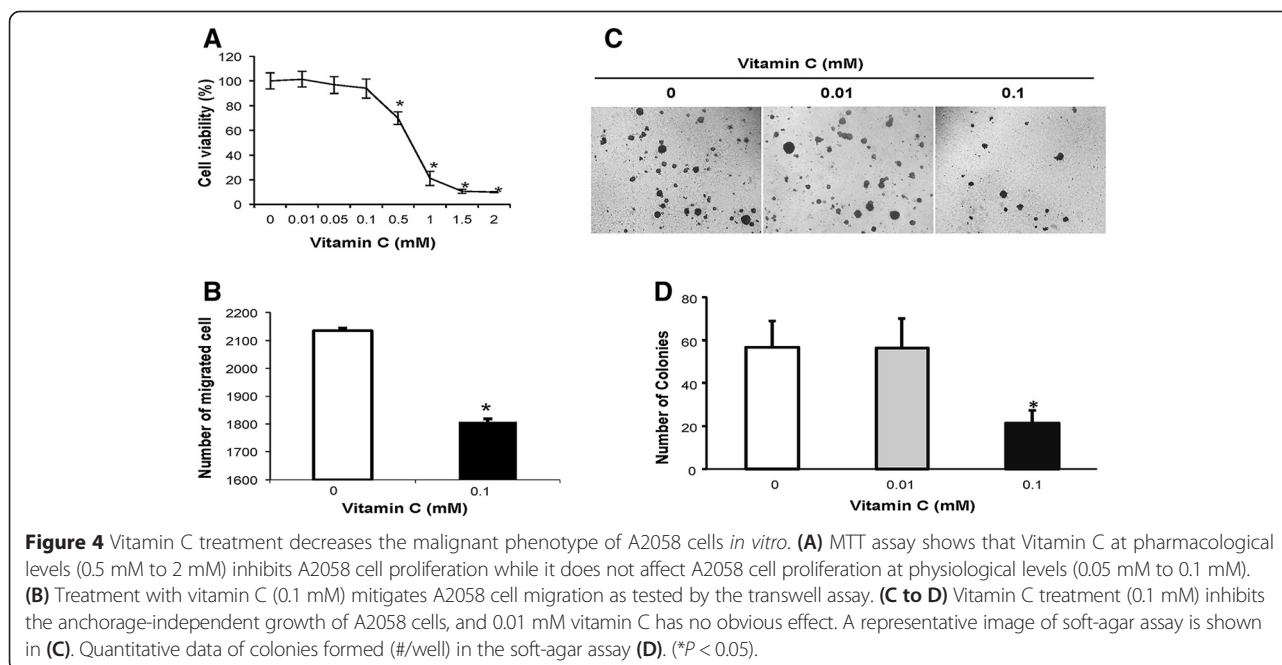 A
120
100
80
60
40
20
0
Cell viability (%)
*
*
*
*
0 0.01 0.05 0.1 0.5 1 1.5 2
Vitamin C (mM)
C
Vitamin C (mM)
0 0.01 0.1
B
2200
2100
2000
1900
1800
1700
1600
Number of migrated cell
*
0 0.1
Vitamin C (mM)
D
80
60
40
20
0
Number of Colonies
*
0 0.01 0.1
Vitamin C (mM)
Figure 4 Vitamin C treatment decreases the malignant phenotype of A2058 cells in vitro. (A) MTT assay shows that Vitamin C at pharmacological
levels (0.5 mM to 2 mM) inhibits A2058 cell proliferation while it does not affect A2058 cell proliferation at physiological levels (0.05 mM to 0.1 mM).
(B) Treatment with vitamin C (0.1 mM) mitigates A2058 cell migration as tested by the transwell assay. (C to D) Vitamin C treatment (0.1 mM) inhibits
the anchorage-independent growth of A2058 cells, and 0.01 mM vitamin C has no obvious effect. A representative image of soft-agar assay is shown
in (C). Quantitative data of colonies formed (#/well) in the soft-agar assay (D). (*P < 0.05).